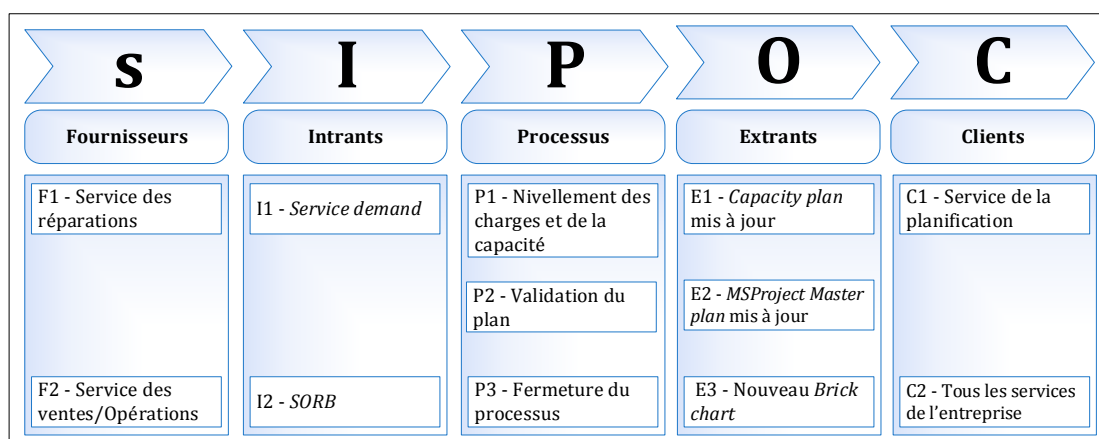 s
I
P
O
C
Fournisseurs
Intrants
Processus
Extrants
Clients
F1 - Service des
réparations
F2 - Service des
ventes/Opérations
I1 - Service demand
I2 - SORB
P1 - Nivellement des
charges et de la
capacité
P2 - Validation du
plan
P3 - Fermeture du
processus
E1 - Capacity plan
mis à jour
E2 - MSProject Master
plan mis à jour
E3 - Nouveau Brick
chart
C1 - Service de la
planification
C2 - Tous les services
de l’entreprise